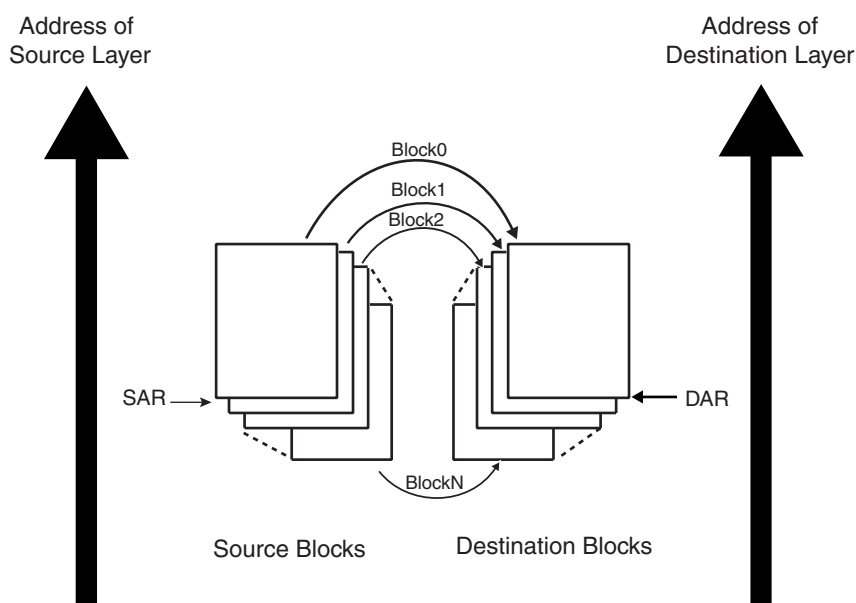 Address of
Source Layer
Address of
Destination Layer
Block0
Block1
Block2
SAR
DAR
BlockN
Source Blocks
Destination Blocks